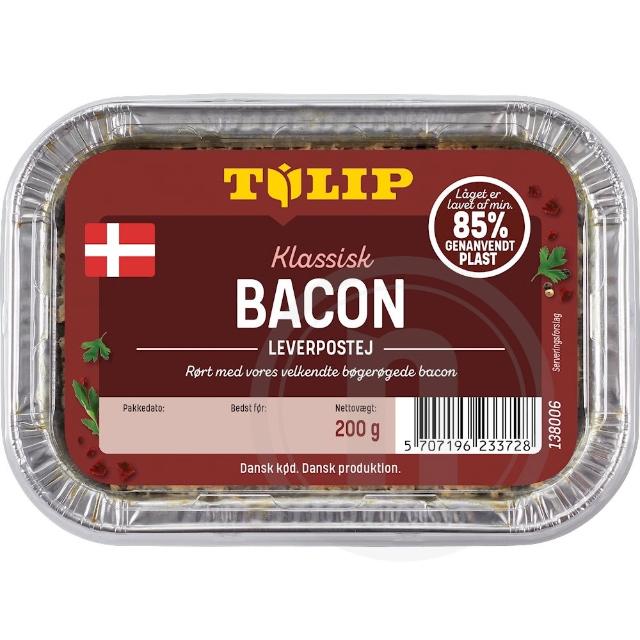 TULIP
Låget er
lavet af min.
85%
GENANVENDT
PLAST
Klassisk
BACON
LEVERPOSTEJ
Rørt med vores velkendte bøgerøgede bacon
Pakkedato:
Bedst før:
Nettovægt:
200 g
5 707196 233728
138006
Serveringsforslag
Dansk kød. Dansk produktion.
n